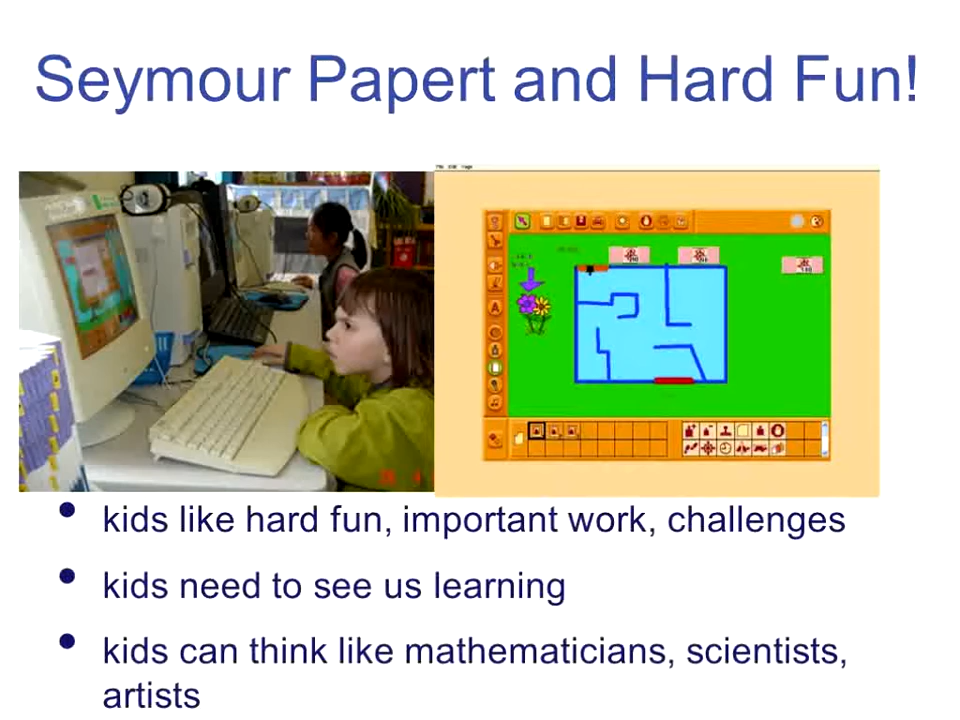 Seymour Papert and Hard Fun!
A
kids like hard fun, important work, challenges
kids need to see us learning
kids can think like mathematicians, scientists,
artists